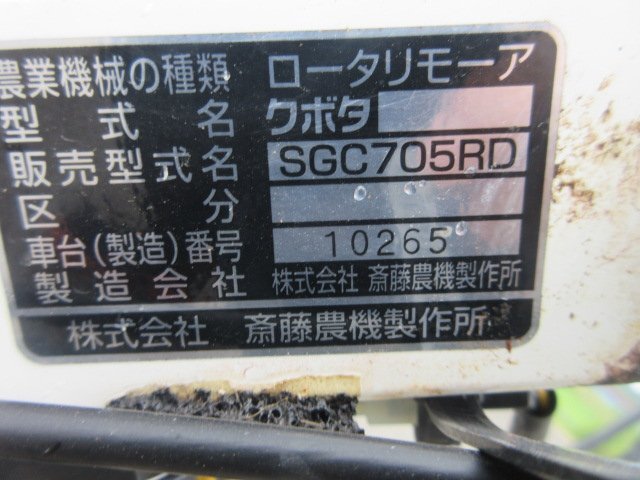 農業機械の種類 ロータリモーア
型式名 クボタ
販売型式名 SGC705RD
区分
車台(製造)番号 10265
製造会社 株式会社 斎藤農機製作所
株式会社 斎藤農機製作所